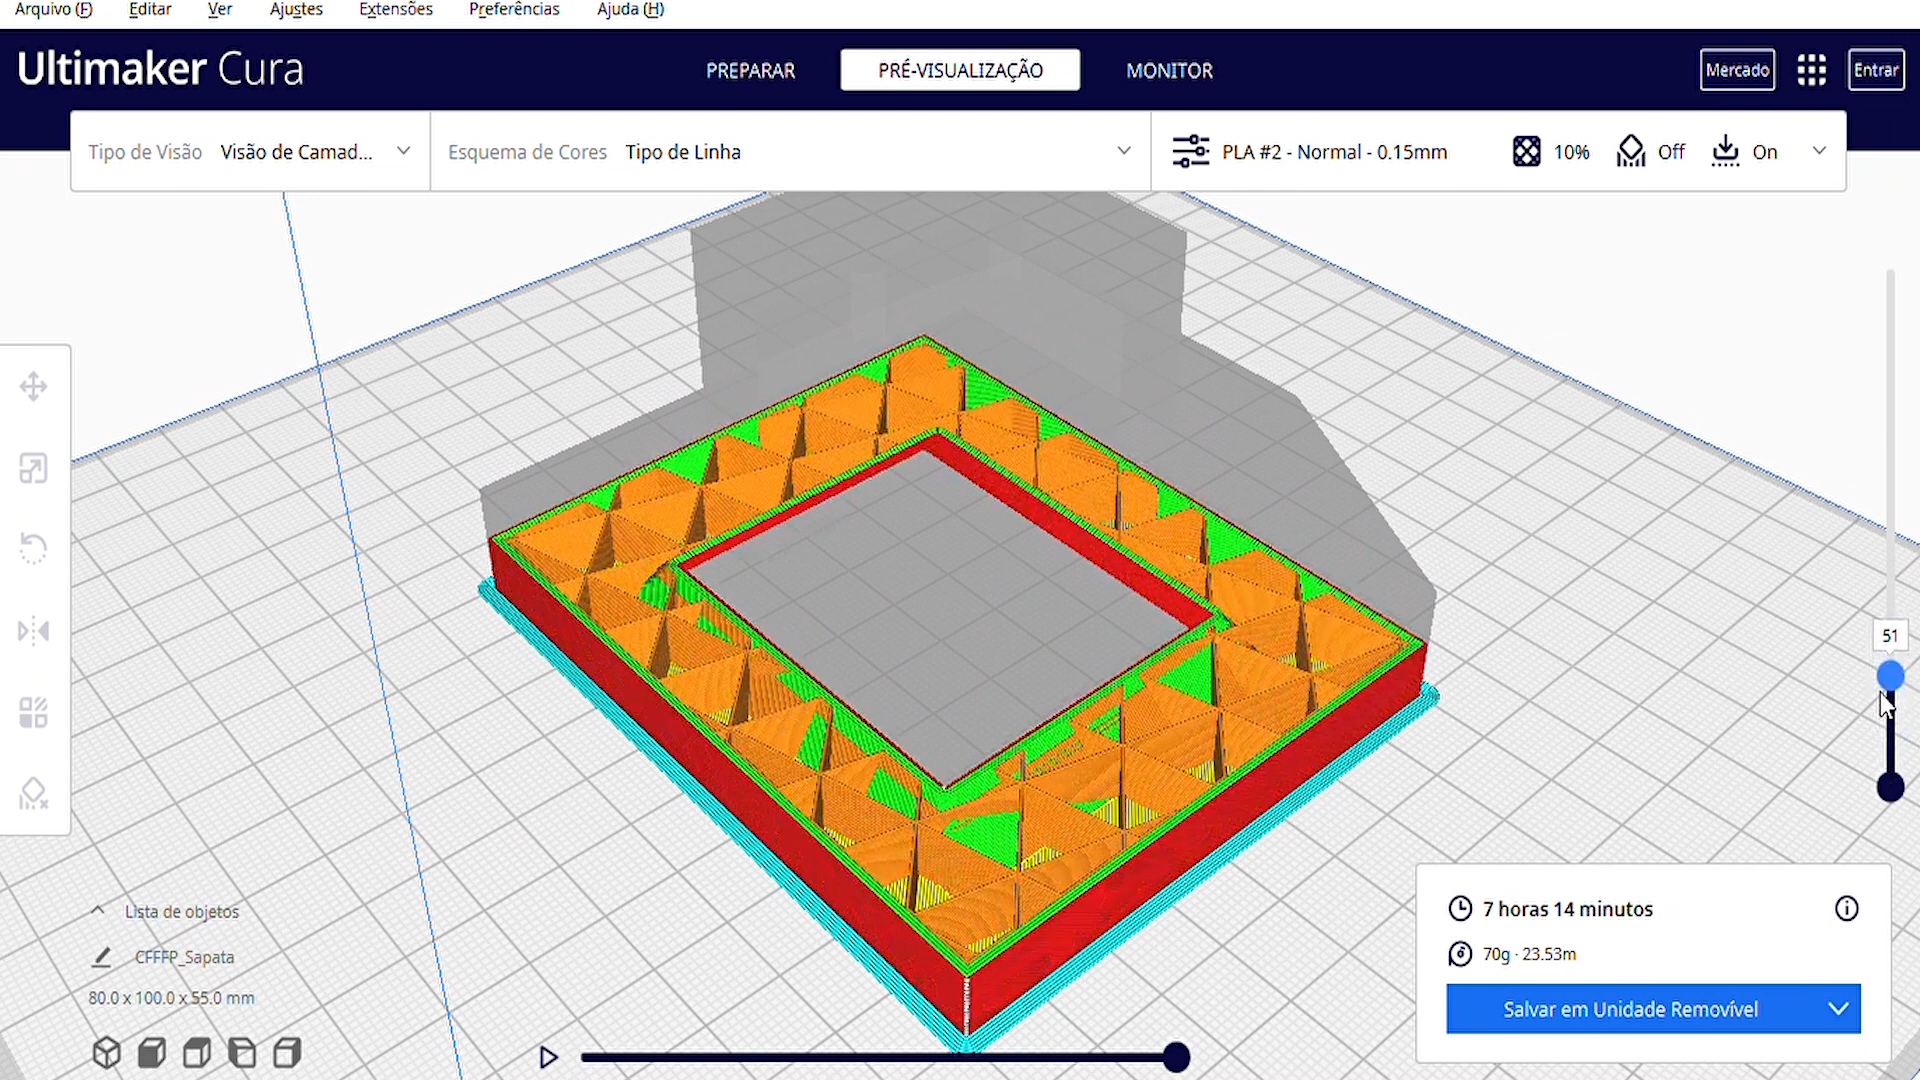 Arquivo (F) Editar Ver Ajustes Extensões Preferências Ajuda (H)
Ultimaker Cura PREPARAR PRÉ-VISUALIZAÇÃO MONITOR Mercado Entrar
Tipo de Visão Visão de Camad... Esquema de Cores Tipo de Linha PLA #2 - Normal - 0.15mm 10% Off On
51
7 horas 14 minutos
70g · 23.53m
Salvar em Unidade Removível
Lista de objetos
CFFFP_Sapata
80.0 x 100.0 x 55.0 mm